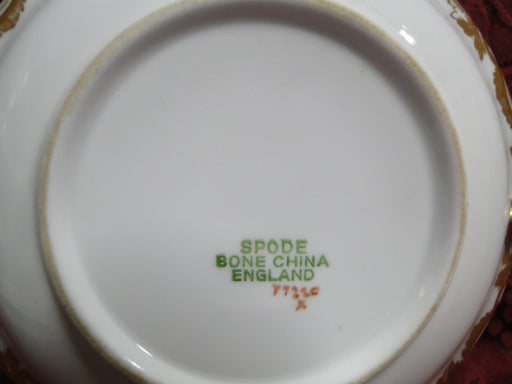 SPODE
BONE CHINA
ENGLAND
X